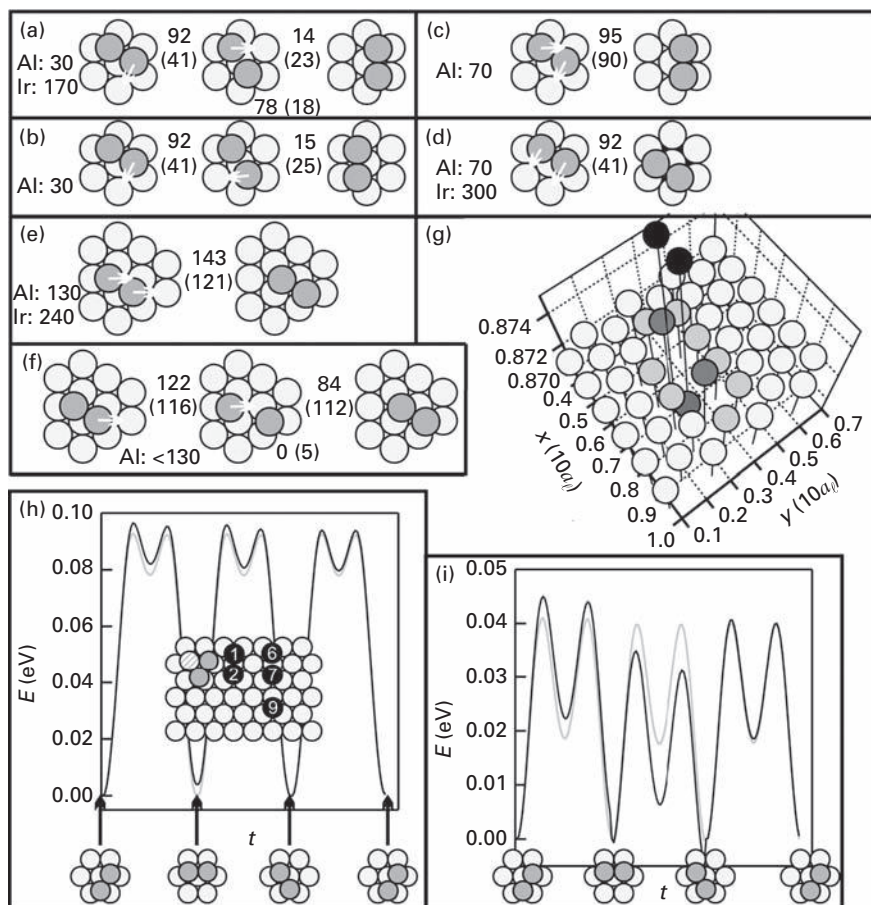 (a)
92
(41)
14
(23)
Al: 30
Ir: 170
78 (18)
(c)
95
(90)
Al: 70
(b)
92
(41)
15
(25)
Al: 30
(d)
92
(41)
Al: 70
Ir: 300
(e)
143
(121)
Al: 130
Ir: 240
(g)
0.874
0.872
0.870
0.4
0.5
0.6
0.7
0.8
0.9
1.0
x (10aℓ)
0.7
0.6
0.5
0.4
0.3
0.2
0.1
y (10aℓ)
(f)
122
(116)
84
(112)
Al: <130
0 (5)
(h)
0.10
0.08
0.06
0.04
0.02
0.00
E (eV)
1
2
6
7
9
t
(i)
0.05
0.04
0.03
0.02
0.01
0.00
E (eV)
t